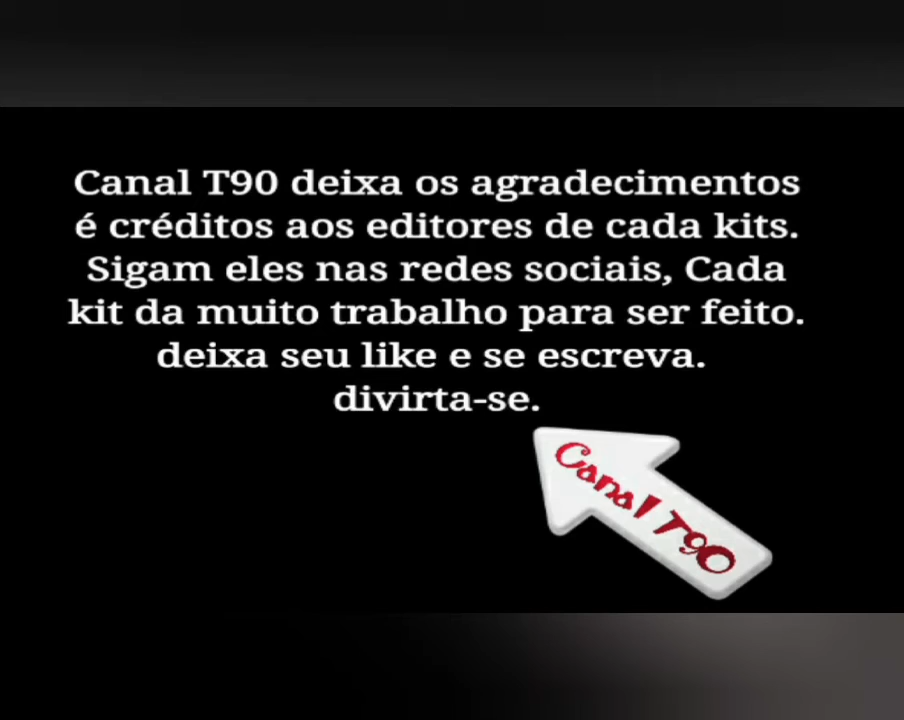 Canal T90 deixa os agradecimentos
é créditos aos editores de cada kits.
Sigam eles nas redes sociais, Cada
kit da muito trabalho para ser feito.
deixa seu like e se escreva.
divirta-se.
Canal T90